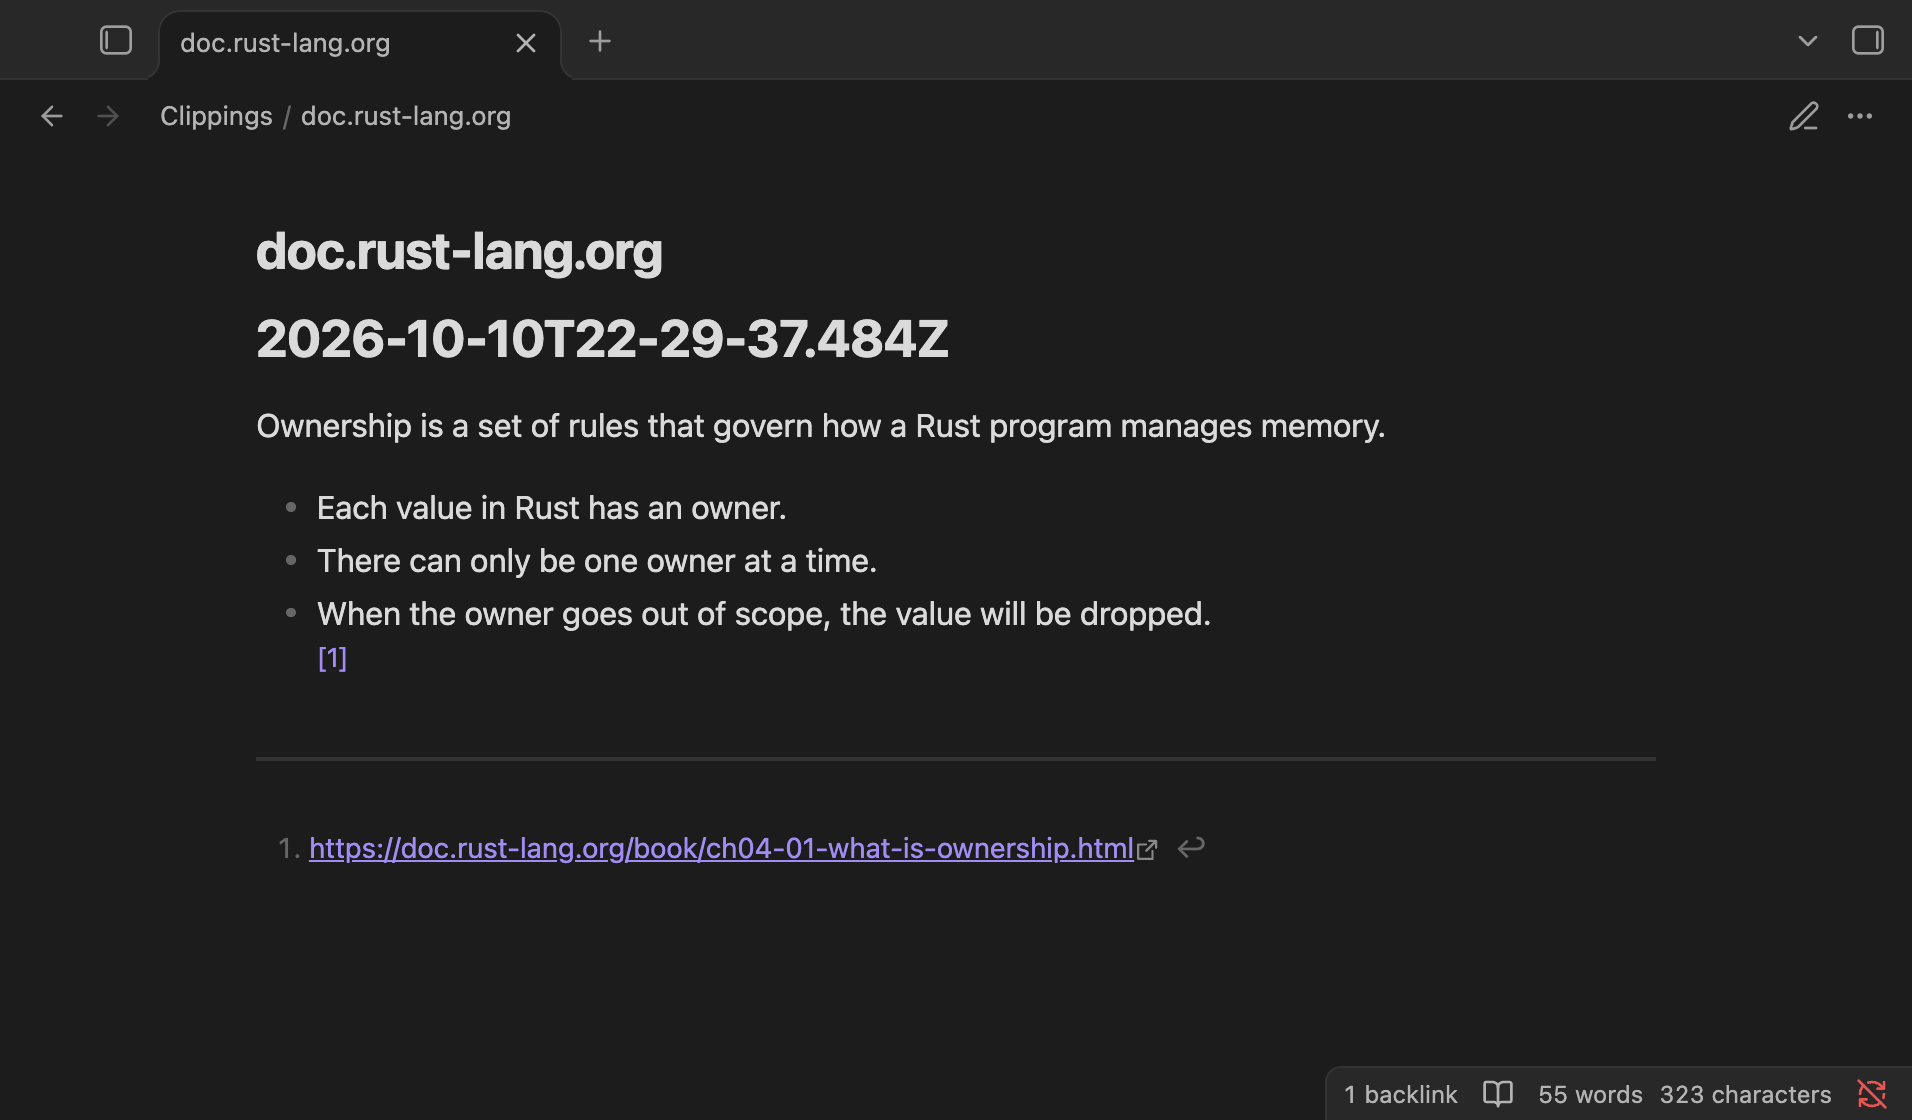 doc.rust-lang.org
Clippings / doc.rust-lang.org
doc.rust-lang.org
2026-10-10T22-29-37.484Z
Ownership is a set of rules that govern how a Rust program manages memory.
• Each value in Rust has an owner.
• There can only be one owner at a time.
• When the owner goes out of scope, the value will be dropped.
[1]
1. https://doc.rust-lang.org/book/ch04-01-what-is-ownership.html
1 backlink 55 words 323 characters